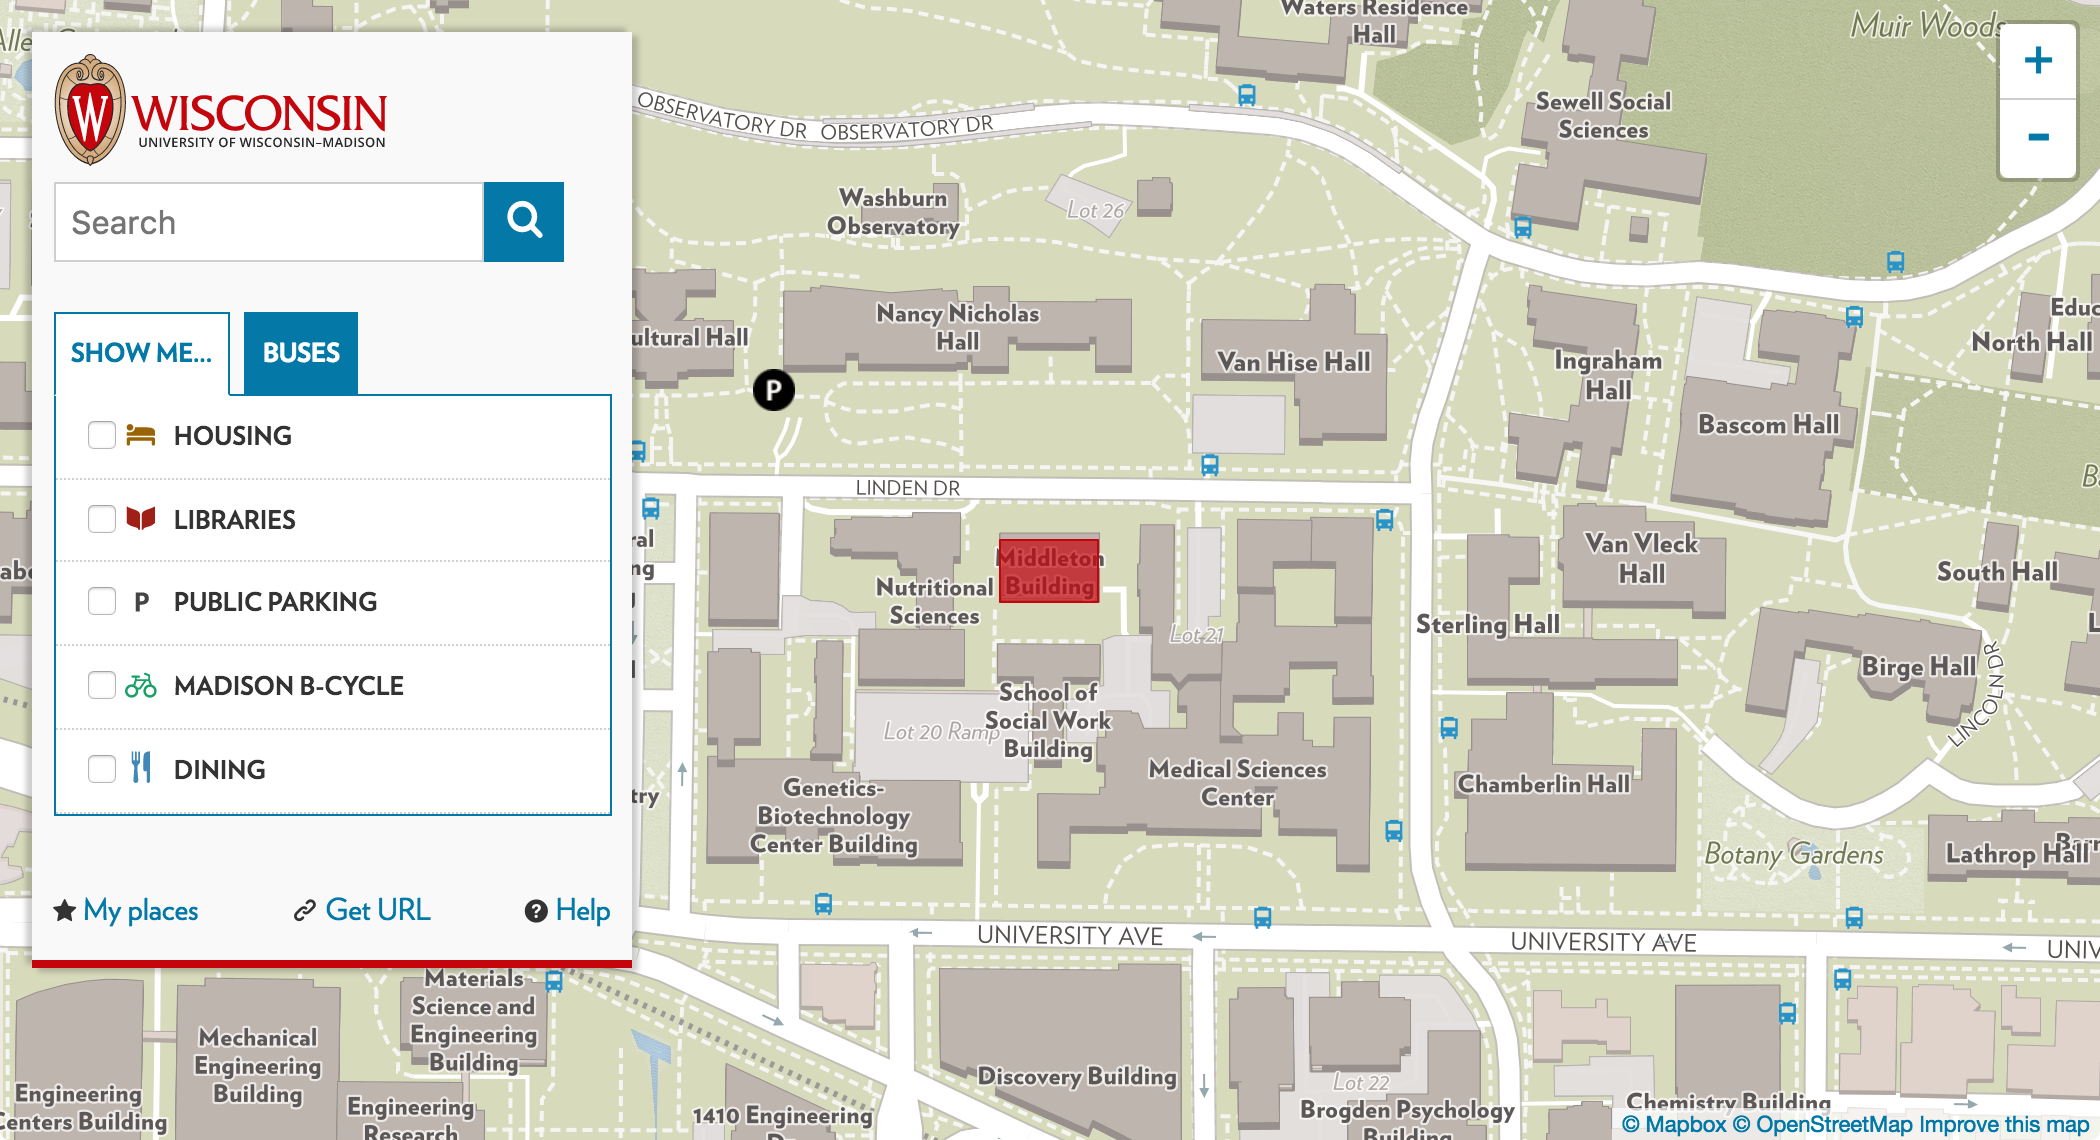 WISCONSIN
UNIVERSITY OF WISCONSIN–MADISON
Search
SHOW ME...
BUSES
HOUSING
LIBRARIES
P PUBLIC PARKING
MADISON B-CYCLE
DINING
My places
Get URL
? Help
Waters Residence
Hall
Muir Woods
+
-
OBSERVATORY DR
OBSERVATORY DR
Sewell Social
Sciences
Washburn
Observatory
Lot 26
Nancy Nicholas
Hall
ultural Hall
P
Van Hise Hall
Ingraham
Hall
Bascom Hall
Educ
North Hall
LINDEN DR
Middleton
Building
Nutritional
Sciences
Lot 21
Van Vleck
Hall
South Hall
Sterling Hall
Birge Hall
LINCOLN DR
School of
Social Work
Building
Lot 20 Ramp
Medical Sciences
Center
Chamberlin Hall
Genetics-
Biotechnology
Center Building
Botany Gardens
Lathrop Hall
UNIVERSITY AVE
UNIVERSITY AVE
UNIV
Materials
Science and
Engineering
Building
Mechanical
Engineering
Building
Engineering
Centers Building
Engineering
Research
1410 Engineering
Discovery Building
Lot 22
Brogden Psychology
Building
Chemistry Building
© Mapbox © OpenStreetMap Improve this map